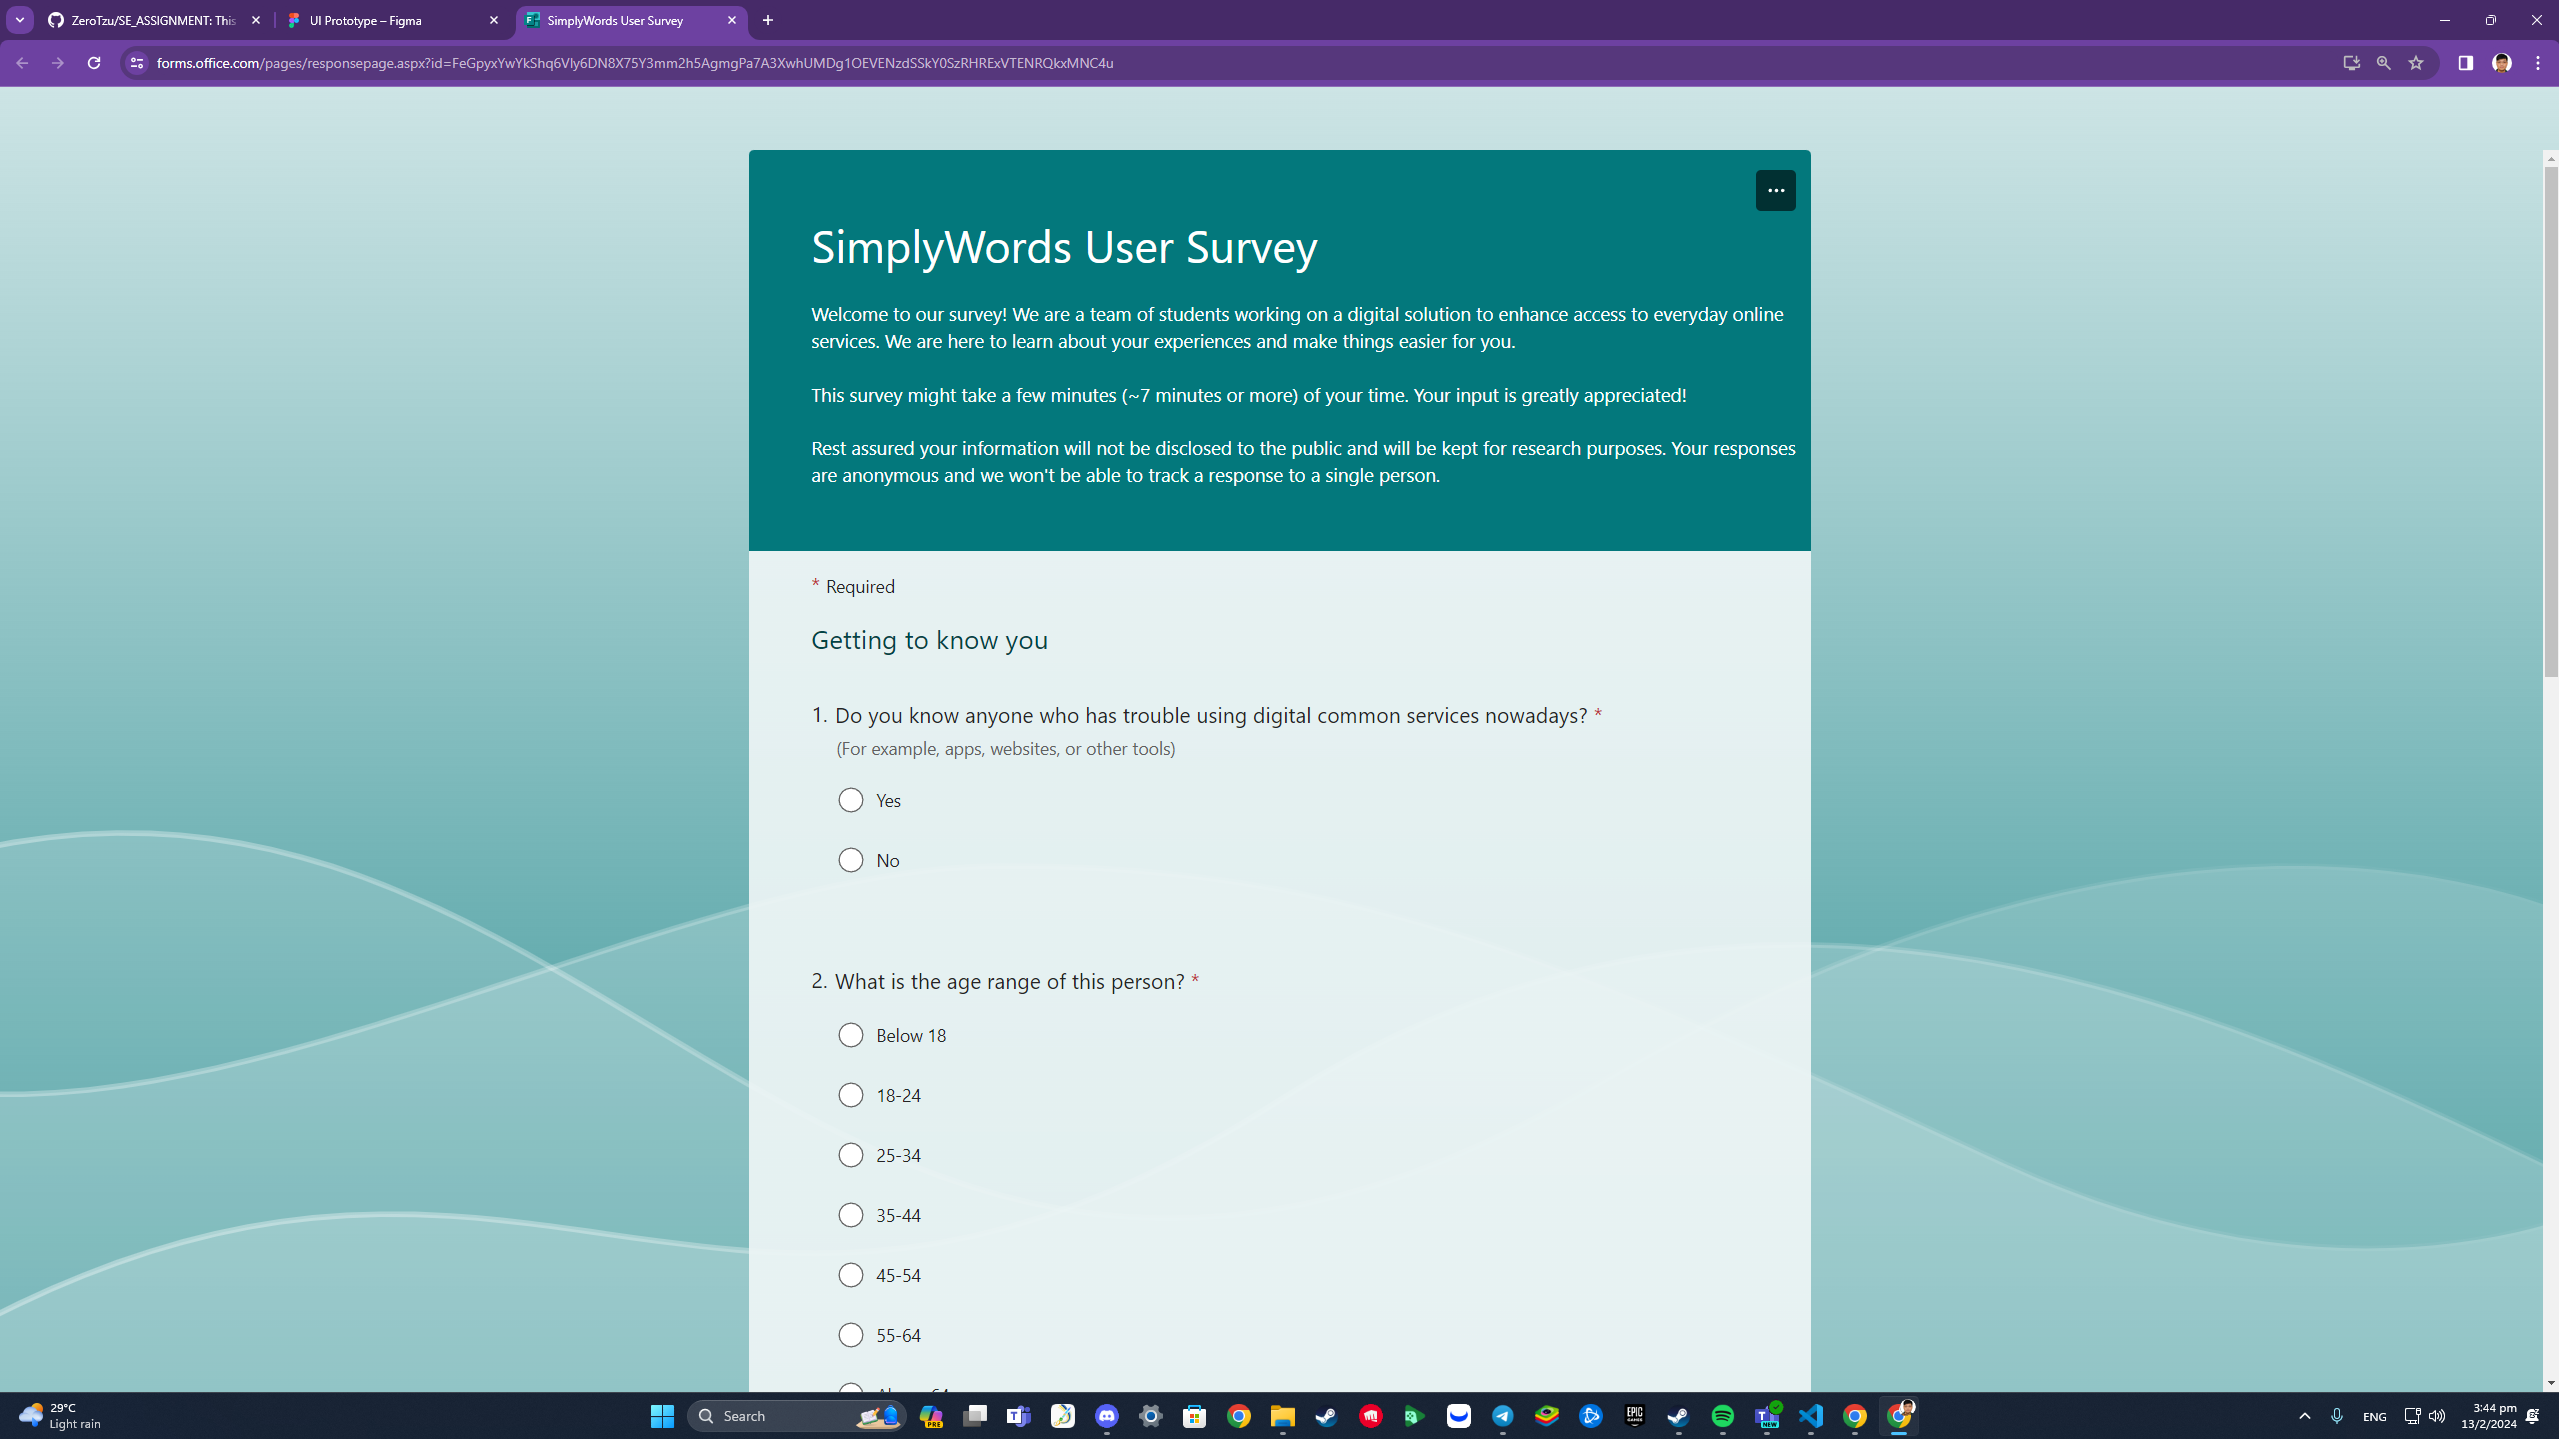 ZeroTzu/SE_ASSIGNMENT: This
UI Prototype – Figma
SimplyWords User Survey
forms.office.com/pages/responsepage.aspx?id=FeGpyxYwYkShq6Vly6DN8X75Y3mm2h5AgmgPa7A3XwhUMDg1OEVENzdSSkY0SzRHRExVTENRQkxMNC4u
SimplyWords User Survey
Welcome to our survey! We are a team of students working on a digital solution to enhance access to everyday online
services. We are here to learn about your experiences and make things easier for you.
This survey might take a few minutes (~7 minutes or more) of your time. Your input is greatly appreciated!
Rest assured your information will not be disclosed to the public and will be kept for research purposes. Your responses
are anonymous and we won't be able to track a response to a single person.
* Required
Getting to know you
1. Do you know anyone who has trouble using digital common services nowadays? *
(For example, apps, websites, or other tools)
Yes
No
2. What is the age range of this person? *
Below 18
18-24
25-34
35-44
45-54
55-64
29°C
Light rain
Search
PRE
EPIC GAMES
NEW
ENG
3:44 pm
13/2/2024